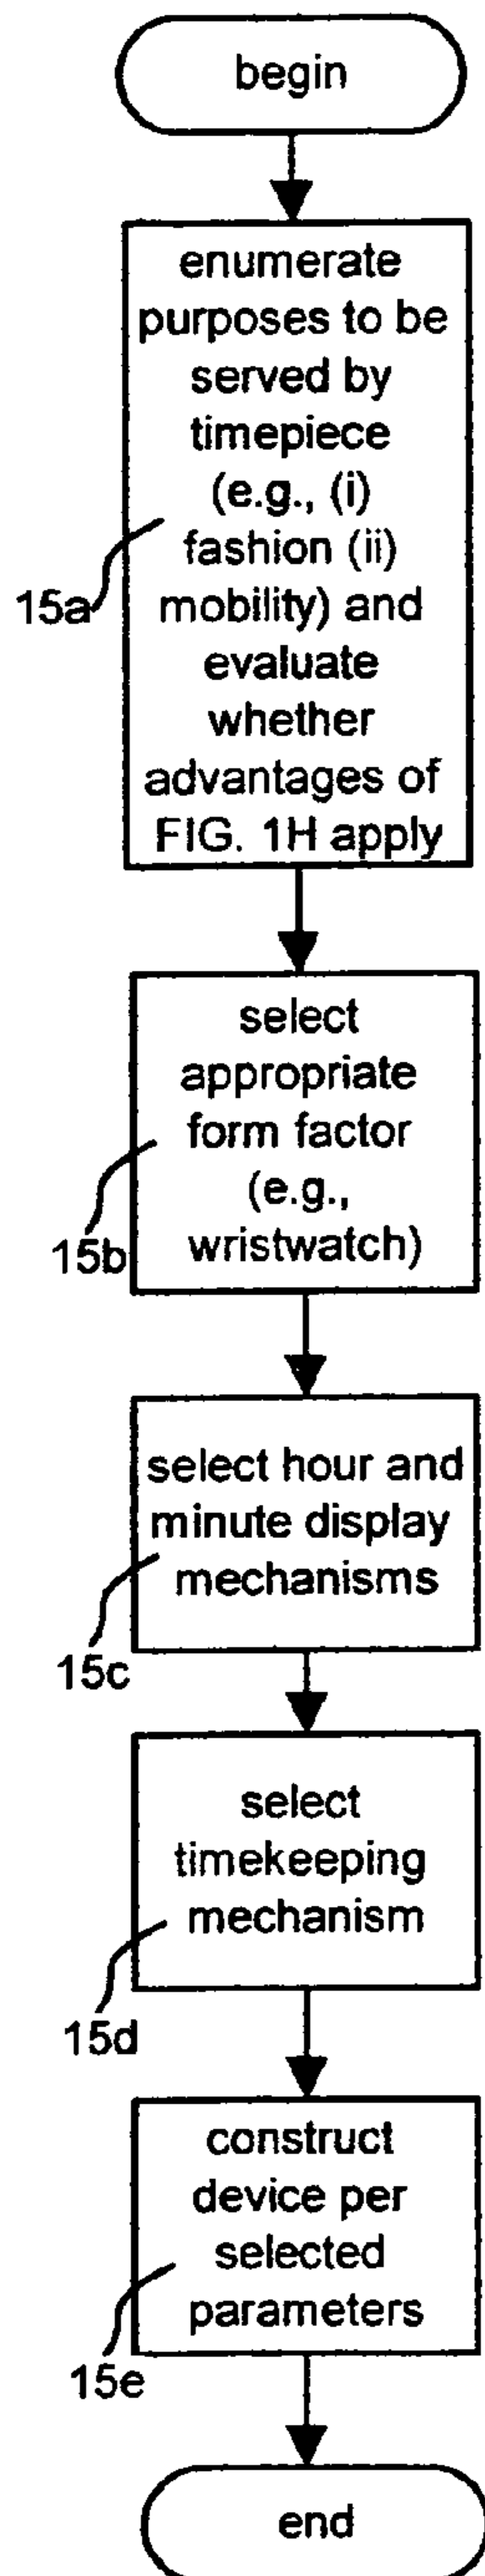 begin
enumerate
purposes to be
served by
timepiece
(e.g., (i)
fashion (ii)
mobility) and
evaluate
whether
advantages of
FIG. 1H apply
15a
select
appropriate
form factor
(e.g.,
wristwatch)
15b
select hour and
minute display
mechanisms
15c
select
timekeeping
mechanism
15d
construct
device per
selected
parameters
15e
end